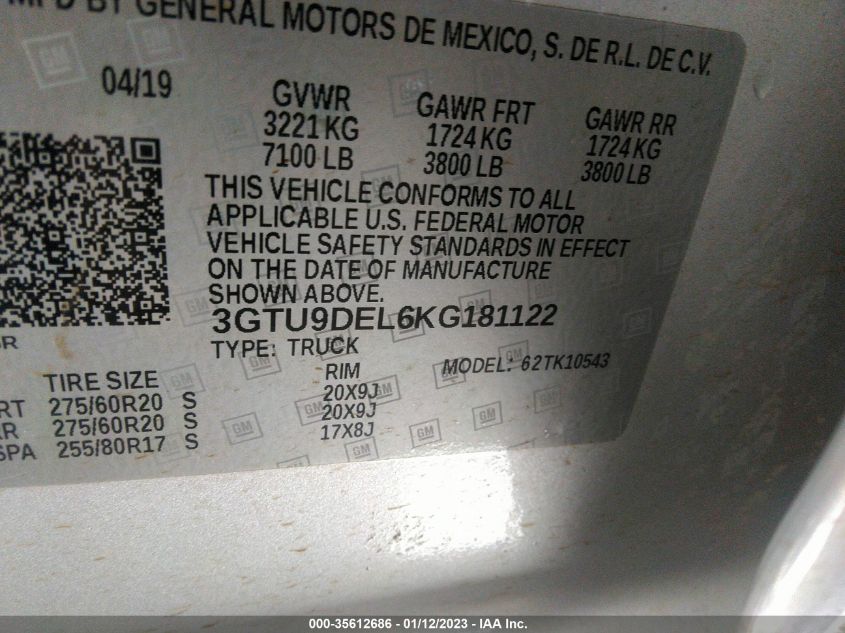 MFD BY GENERAL MOTORS DE MEXICO, S. DE R.L. DE C.V.
04/19
GVWR GAWR FRT GAWR RR
3221 KG 1724 KG 1724 KG
7100 LB 3800 LB 3800 LB
THIS VEHICLE CONFORMS TO ALL
APPLICABLE U.S. FEDERAL MOTOR
VEHICLE SAFETY STANDARDS IN EFFECT
ON THE DATE OF MANUFACTURE
SHOWN ABOVE.
3GTU9DEL6KG181122
TYPE: TRUCK MODEL: 62TK10543
TIRE SIZE RIM
RT 275/60R20 S 20X9J
RR 275/60R20 S 20X9J
SPA 255/80R17 S 17X8J
000-35612686 - 01/12/2023 - IAA Inc.